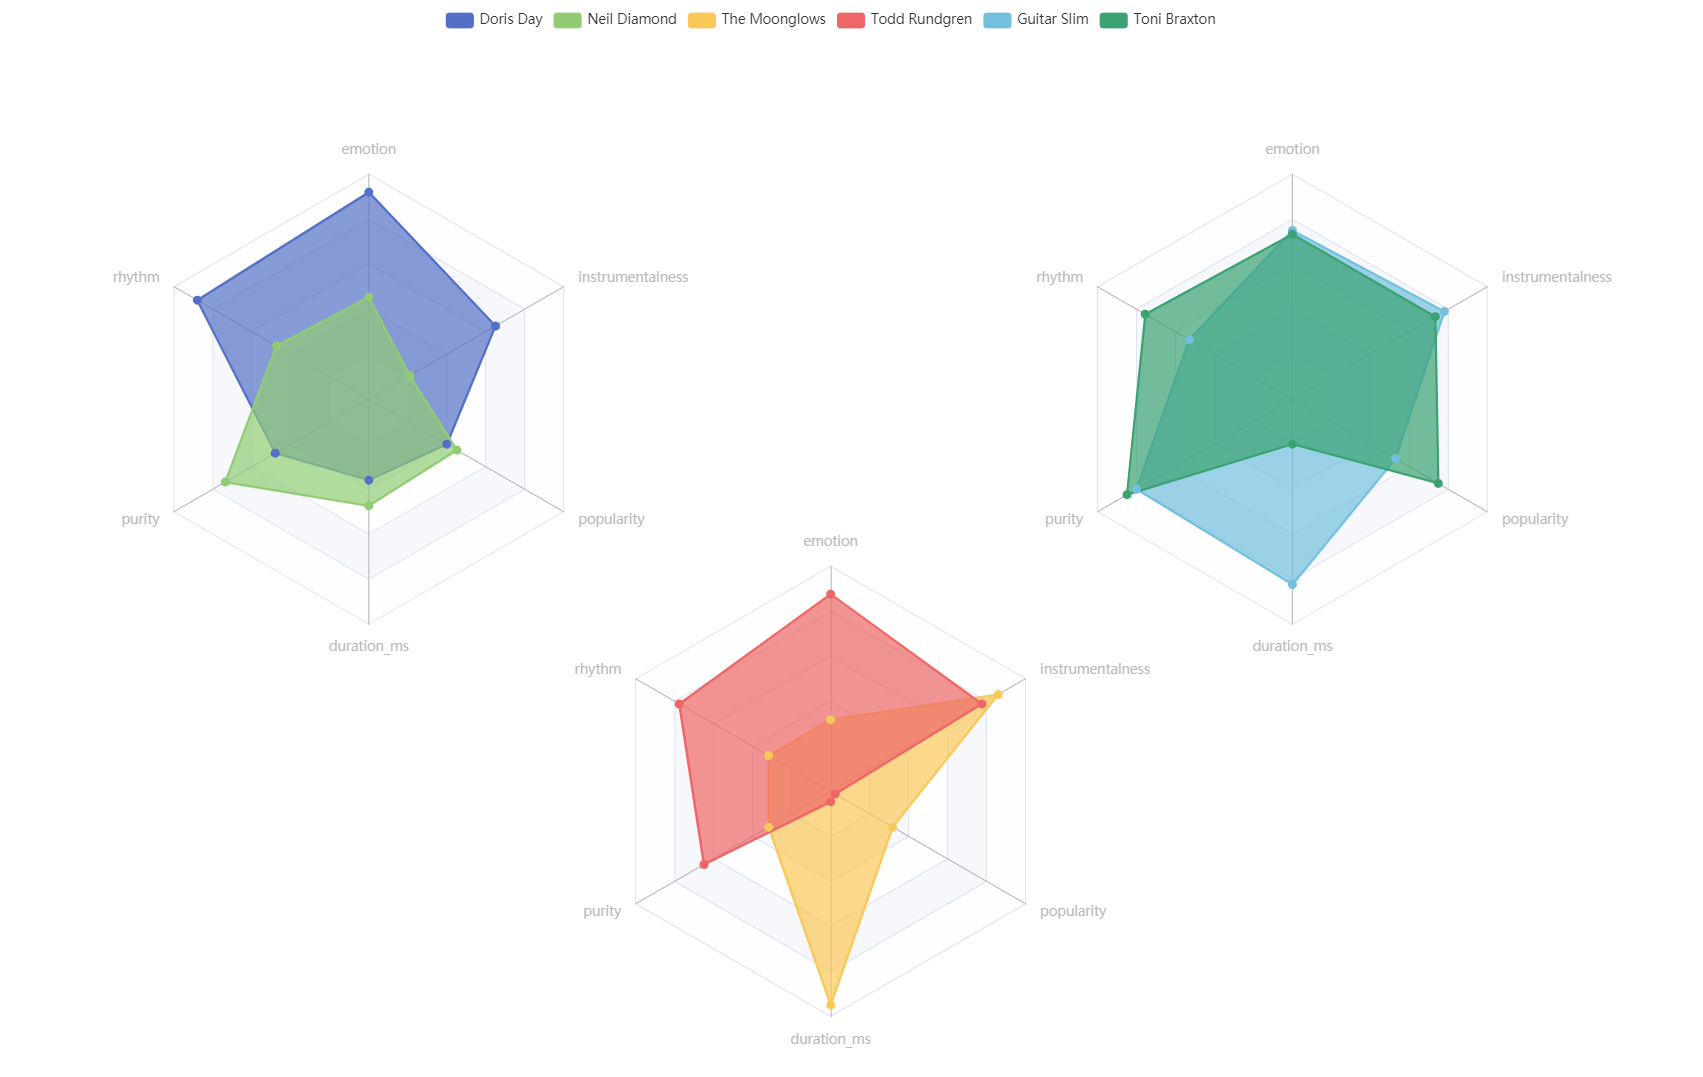 Doris Day Neil Diamond The Moonglows Todd Rundgren Guitar Slim Toni Braxton
emotion
instrumentalness
popularity
duration_ms
purity
rhythm
emotion
instrumentalness
popularity
duration_ms
purity
rhythm
emotion
instrumentalness
popularity
duration_ms
purity
rhythm